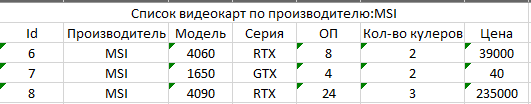 Список видеокарт по производителю:MSI
Id Производитель Модель Серия ОП Кол-во кулеров Цена
6 MSI 4060 RTX 8 2 39000
7 MSI 1650 GTX 4 2 40
8 MSI 4090 RTX 24 3 235000